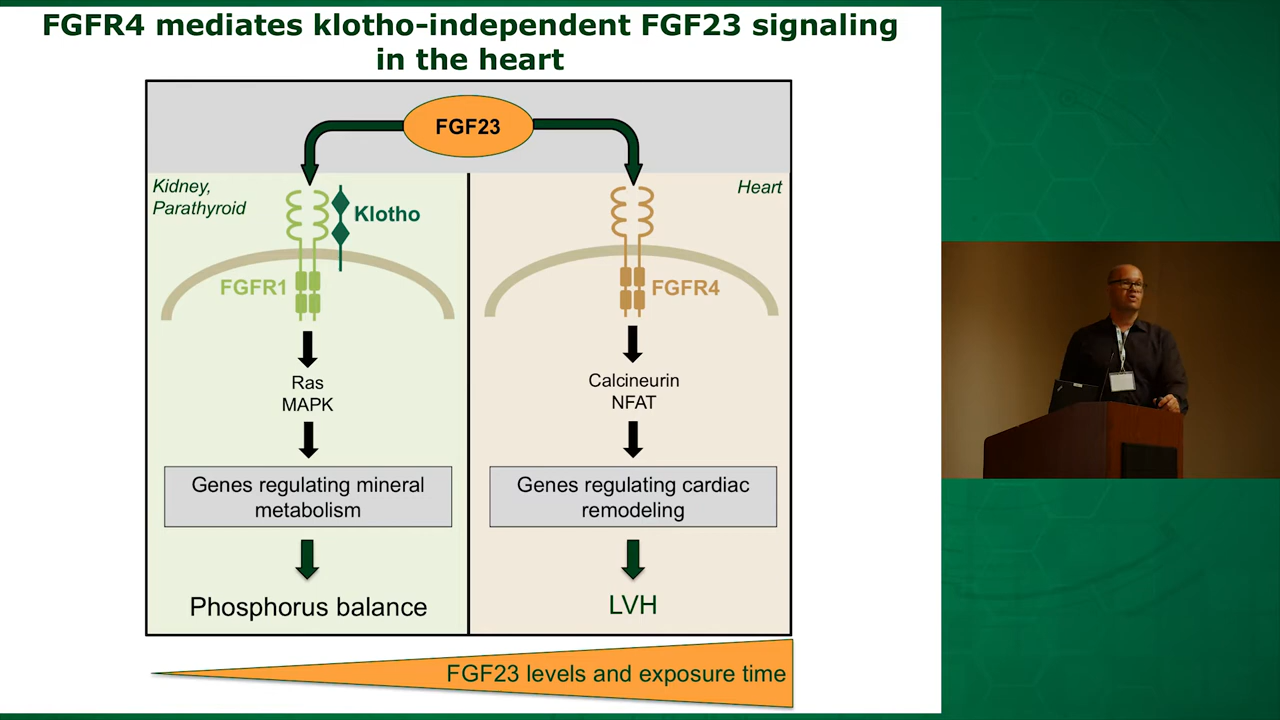 FGFR4 mediates klotho-independent FGF23 signaling
in the heart
FGF23
Kidney,
Parathyroid
Klotho
FGFR1
Ras
MAPK
Genes regulating mineral
metabolism
Phosphorus balance
Heart
FGFR4
Calcineurin
NFAT
Genes regulating cardiac
remodeling
LVH
FGF23 levels and exposure time